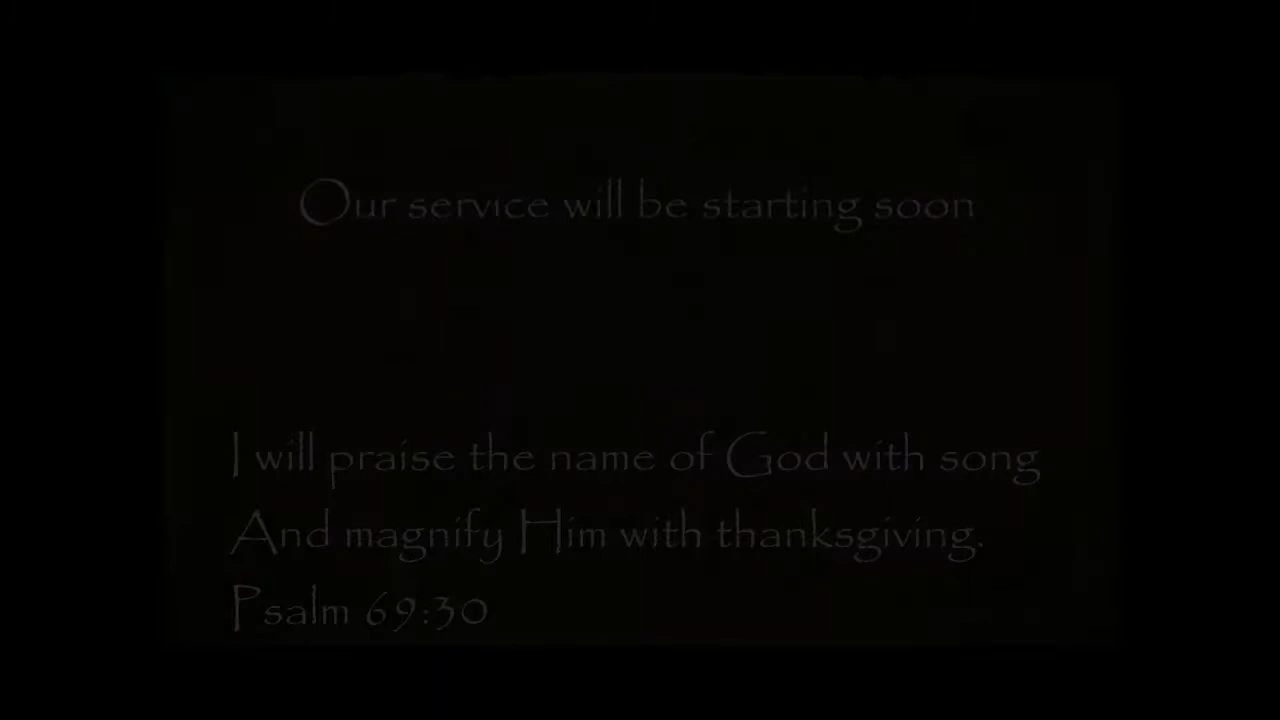 Our service will be starting soon
I will praise the name of God with song
And magnify Him with thanksgiving.
Psalm 69:30